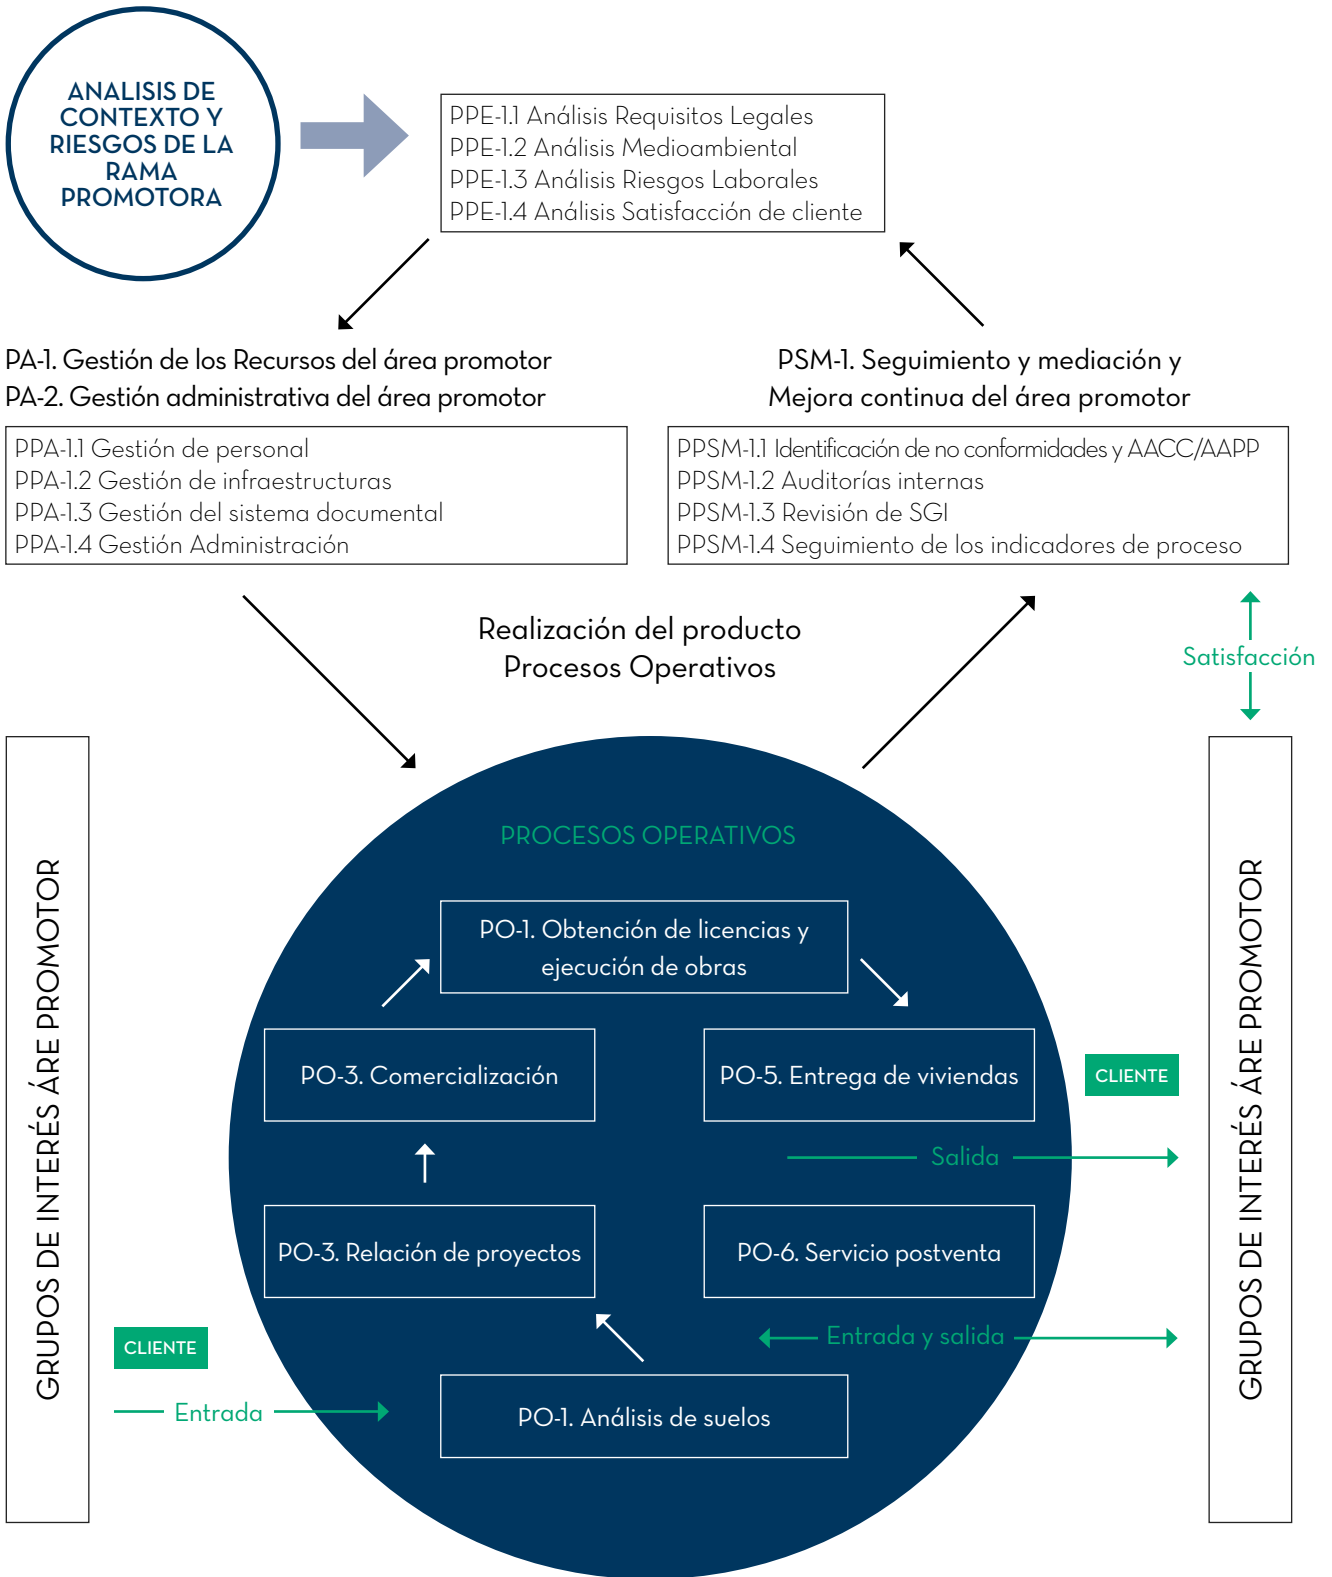 ANALISIS DE
CONTEXTO Y
RIESGOS DE LA
RAMA
PROMOTORA
PPE-1.1 Análisis Requisitos Legales
PPE-1.2 Análisis Medioambiental
PPE-1.3 Análisis Riesgos Laborales
PPE-1.4 Análisis Satisfacción de cliente
PA-1. Gestión de los Recursos del área promotor
PA-2. Gestión administrativa del área promotor
PPA-1.1 Gestión de personal
PPA-1.2 Gestión de infraestructuras
PPA-1.3 Gestión del sistema documental
PPA-1.4 Gestión Administración
PSM-1. Seguimiento y mediación y
Mejora continua del área promotor
PPSM-1.1 Identificación de no conformidades y AACC/AAPP
PPSM-1.2 Auditorías internas
PPSM-1.3 Revisión de SGI
PPSM-1.4 Seguimiento de los indicadores de proceso
Realización del producto
Procesos Operativos
Satisfacción
GRUPOS DE INTERÉS ÁRE PROMOTOR
PROCESOS OPERATIVOS
PO-1. Obtención de licencias y
ejecución de obras
PO-3. Comercialización
PO-5. Entrega de viviendas
CLIENTE
Salida
PO-3. Relación de proyectos
PO-6. Servicio postventa
CLIENTE
Entrada y salida
Entrada
PO-1. Análisis de suelos
GRUPOS DE INTERÉS ÁRE PROMOTOR